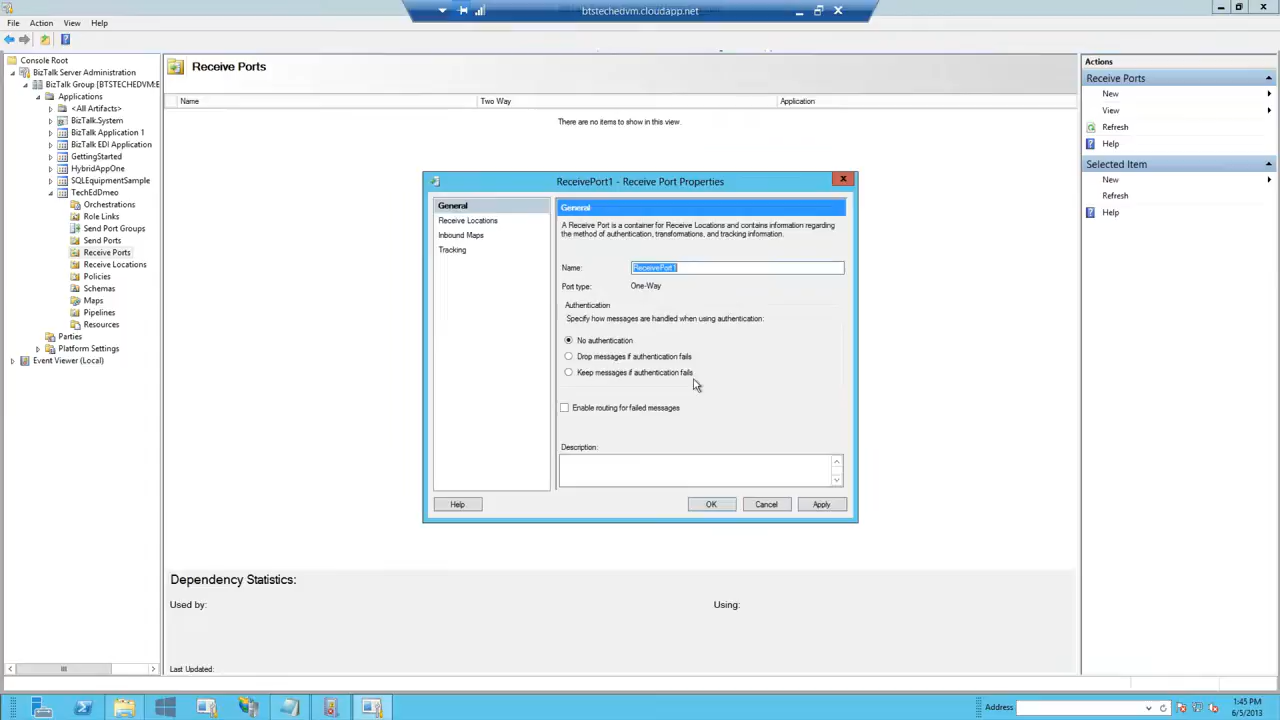 btstechedvm.cloudapp.net
File Action View Help
Console Root
BizTalk Server Administration
BizTalk Group [BTSTECHEDVM:B
Applications
<All Artifacts>
BizTalk.System
BizTalk Application 1
BizTalk EDI Application
GettingStarted
HybridAppOne
SQLEquipmentSample
TechEdDmeo
Orchestrations
Role Links
Send Port Groups
Send Ports
Receive Ports
Receive Locations
Policies
Schemas
Maps
Pipelines
Resources
Parties
Platform Settings
Event Viewer (Local)
Receive Ports
Name Two Way Application
There are no items to show in this view.
ReceivePort1 - Receive Port Properties
General
Receive Locations
Inbound Maps
Tracking
General
A Receive Port is a container for Receive Locations and contains information regarding
the method of authentication, transformations, and tracking information.
Name: ReceivePort1
Port type: One-Way
Authentication
Specify how messages are handled when using authentication:
No authentication
Drop messages if authentication fails
Keep messages if authentication fails
Enable routing for failed messages
Description:
Help OK Cancel Apply
Dependency Statistics:
Used by: Using:
Last Updated:
Actions
Receive Ports
New
View
Refresh
Help
Selected Item
New
Refresh
Help
Address
1:45 PM
6/5/2013